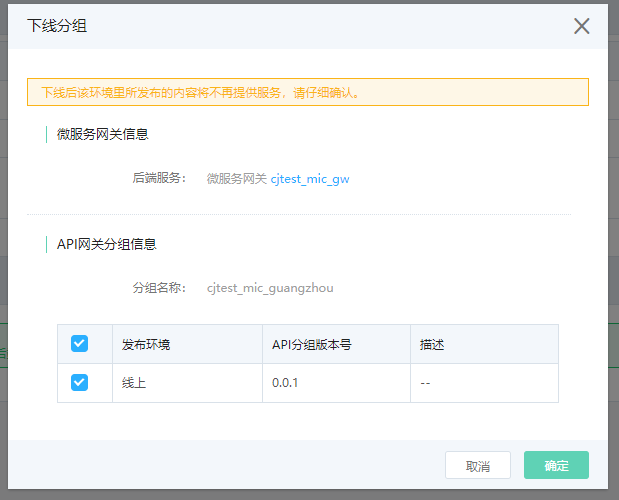 下线分组
下线后该环境里所发布的内容将不再提供服务，请仔细确认。
微服务网关信息
后端服务： 微服务网关 cjtest_mic_gw
API网关分组信息
分组名称： cjtest_mic_guangzhou
发布环境 API分组版本号 描述
线上 0.0.1 --
取消 确定